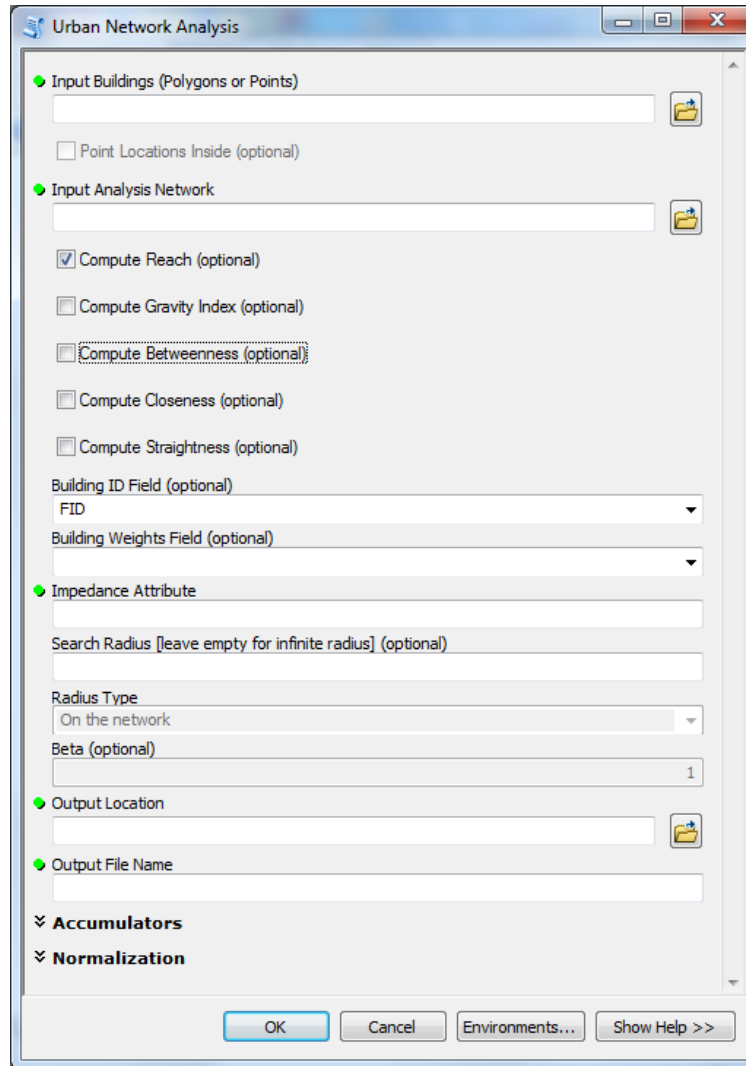 Urban Network Analysis
Input Buildings (Polygons or Points)
Point Locations Inside (optional)
Input Analysis Network
Compute Reach (optional)
Compute Gravity Index (optional)
Compute Betweenness (optional)
Compute Closeness (optional)
Compute Straightness (optional)
Building ID Field (optional)
FID
Building Weights Field (optional)
Impedance Attribute
Search Radius [leave empty for infinite radius] (optional)
Radius Type
On the network
Beta (optional)
1
Output Location
Output File Name
Accumulators
Normalization
OK Cancel Environments... Show Help >>